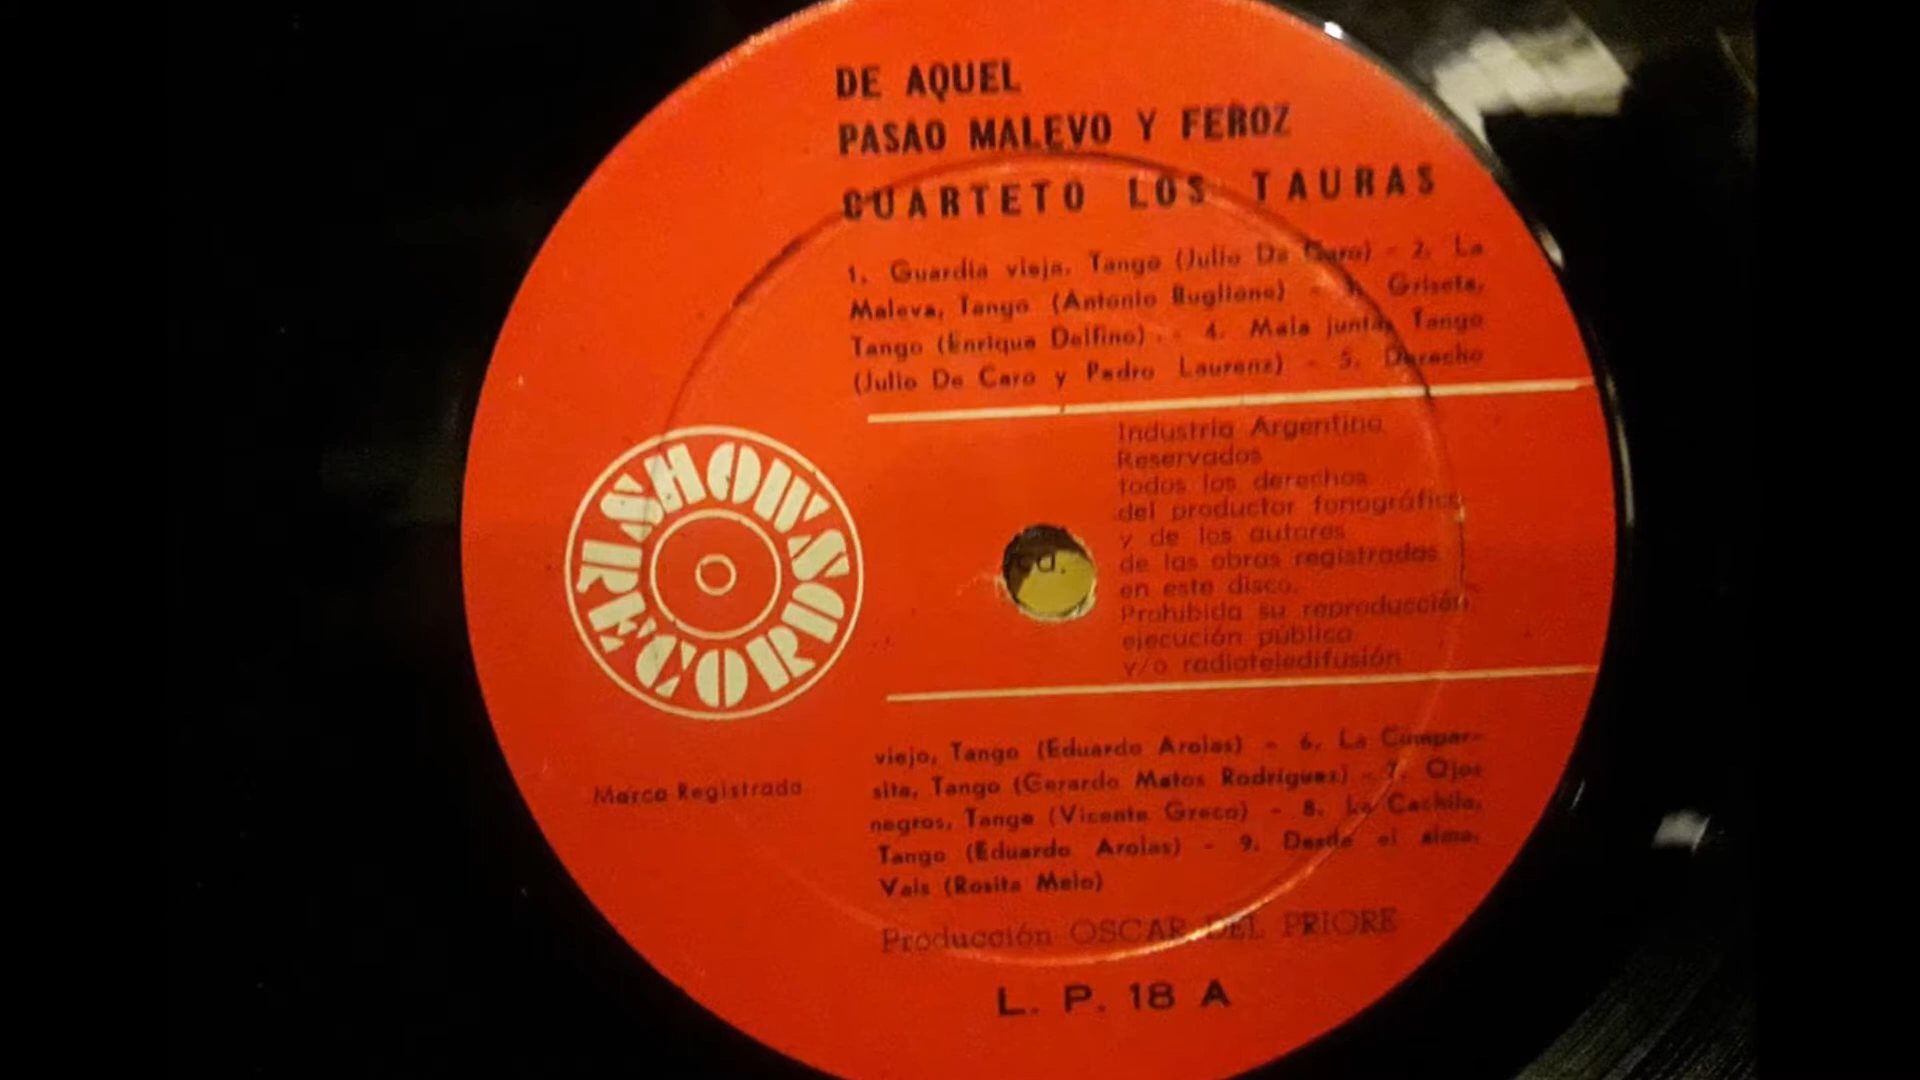 DE AQUEL
PASAO MALEVO Y FEROZ
CUARTETO LOS TAURAS
1. Guardia vieja, Tango (Julio De Caro) - 2. La
Maleva, Tango (Antonio Buglione) - 3. Griseta,
Tango (Enrique Delfino) - 4. Mala junta, Tango
(Julio De Caro y Pedro Laurenz) - 5. Derecho
Industria Argentina
Reservados
todos los derechos
del productor fonográfico
y de los autores
de las obras registradas
en este disco.
Prohibida su reproducción
ejecución pública
y/o radioteledifusión
SHOWS RECORDS
Marca Registrada
viejo, Tango (Eduardo Arolas) - 6. La Cumpar-
sita, Tango (Gerardo Matos Rodríguez) - 7. Ojos
negros, Tango (Vicente Greco) - 8. La Cachila,
Tango (Eduardo Arolas) - 9. Desde el alma,
Vals (Rosita Melo)
Producción OSCAR DEL PRIORE
L. P. 18 A